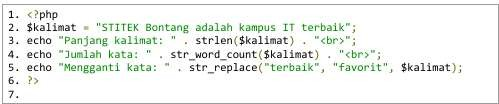 1. <?php
2. $kalimat = "STITEK Bontang adalah kampus IT terbaik";
3. echo "Panjang kalimat: " . strlen($kalimat) . "<br>";
4. echo "Jumlah kata:  " . str_word_count($kalimat) . "<br>";
5. echo "Mengganti kata: " . str_replace("terbaik", "favorit", $kalimat);
6. ?>
7.